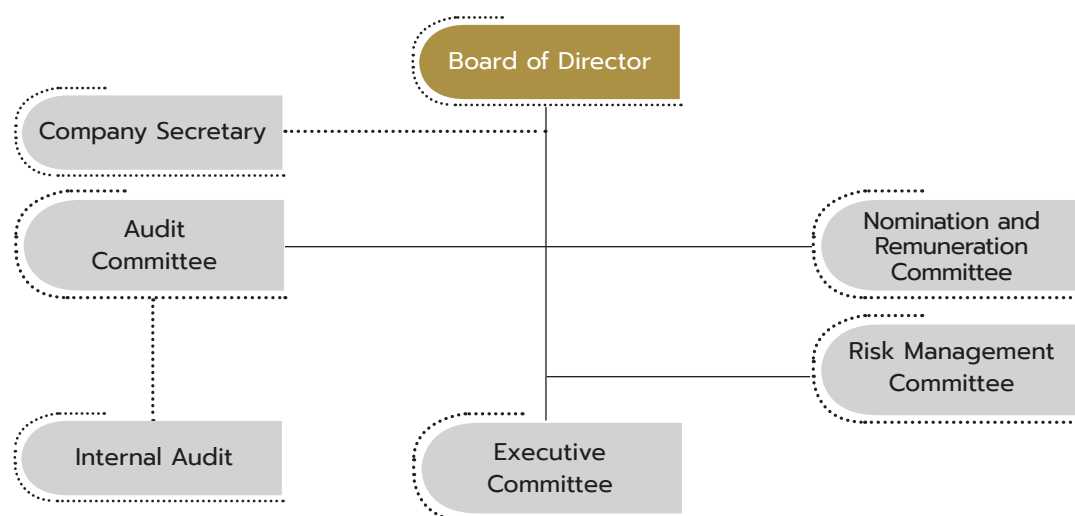 Board of Director
Company Secretary
Audit
Committee
Nomination and
Remuneration
Committee
Risk Management
Committee
Internal Audit
Executive
Committee